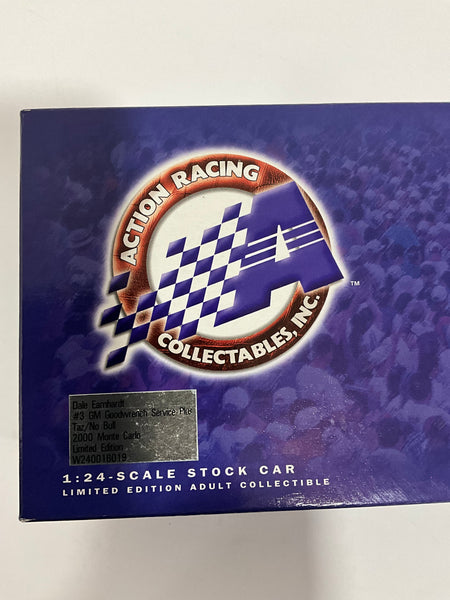 ACTION RACING
A
COLLECTABLES, INC.
™
Dale Earnhardt
#3 GM Goodwrench Service Plus
Taz/No Bull
2000 Monte Carlo
Limited Edition
W240018019
1:24-SCALE STOCK CAR
LIMITED EDITION ADULT COLLECTIBLE